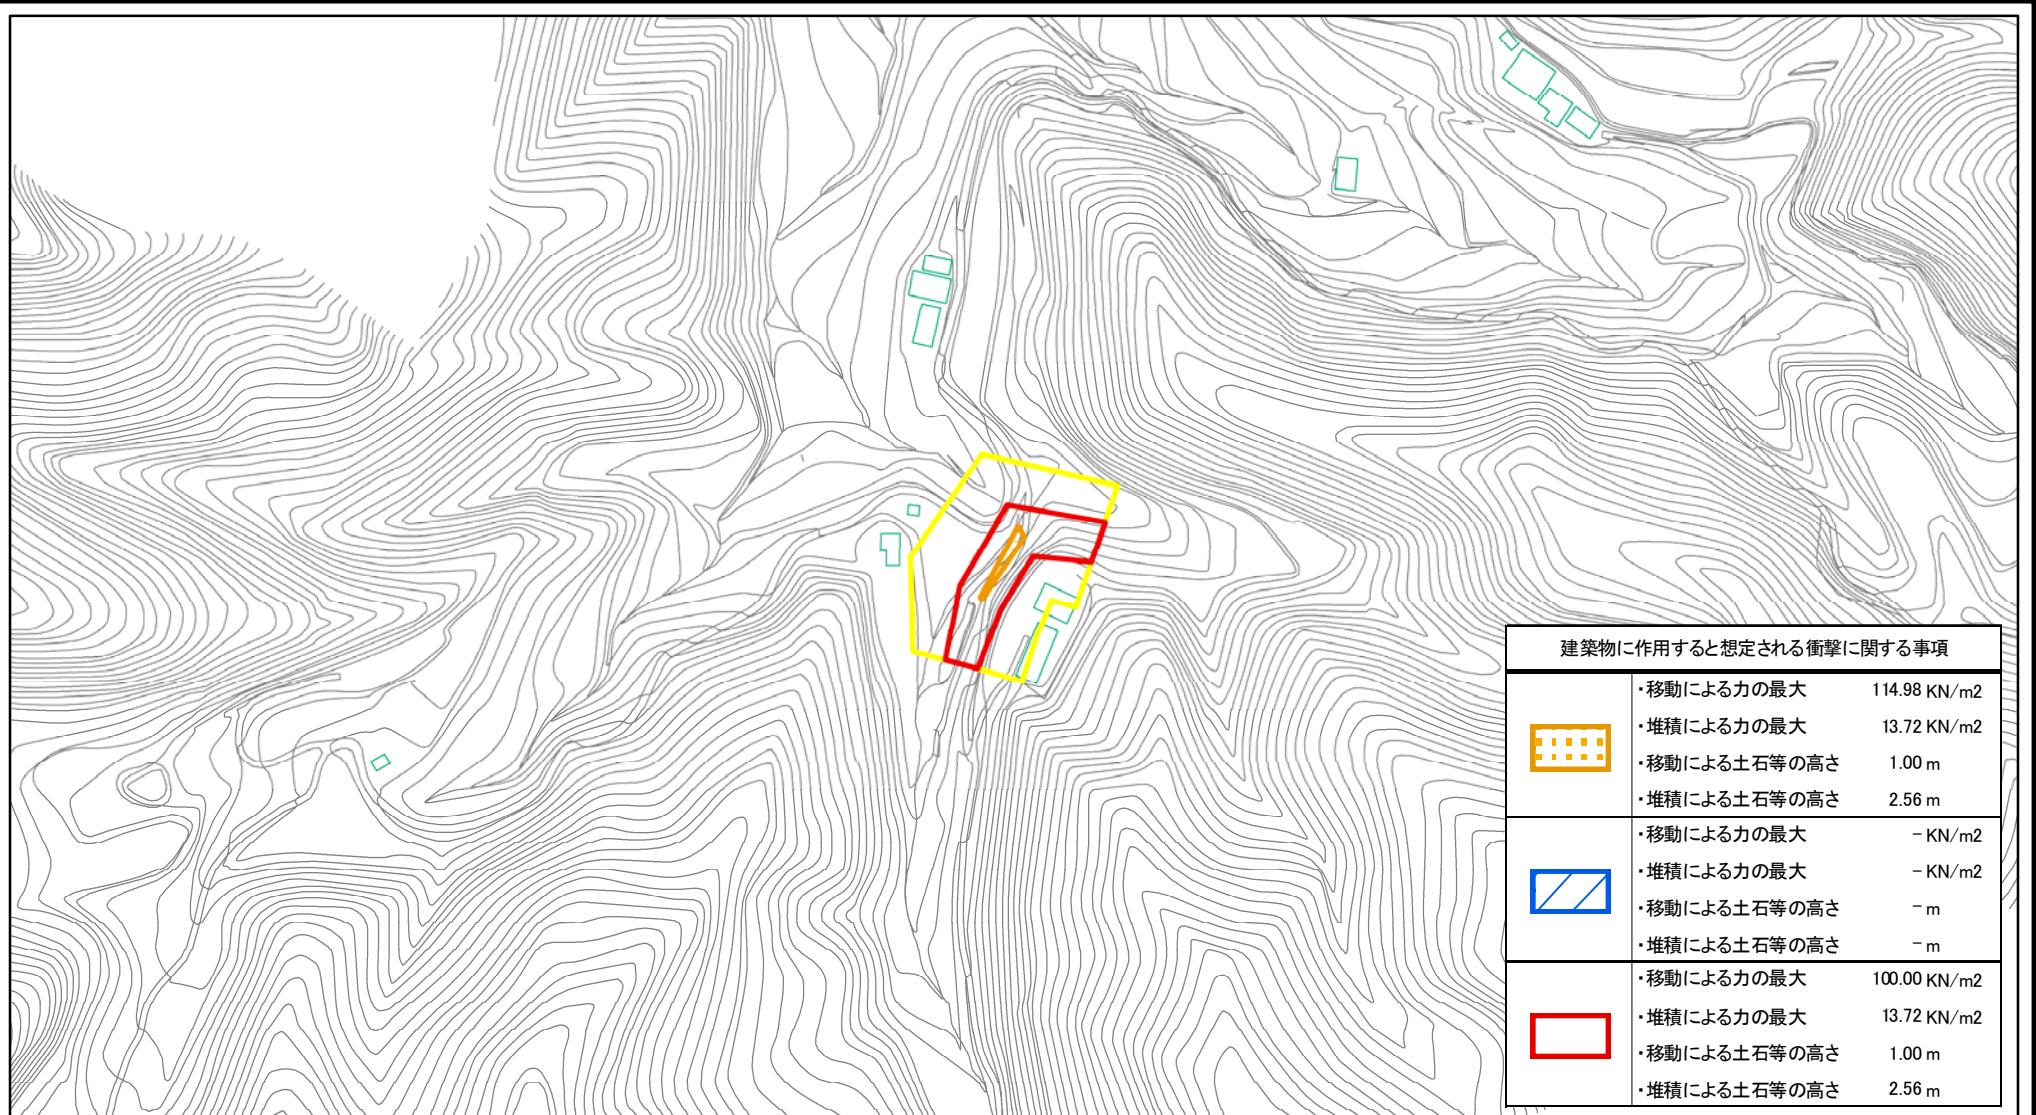 建築物に作用すると想定される衝撃に関する事項
・移動による力の最大 114.98 KN/m2
・堆積による力の最大 13.72 KN/m2
・移動による土石等の高さ 1.00 m
・堆積による土石等の高さ 2.56 m
・移動による力の最大 － KN/m2
・堆積による力の最大 － KN/m2
・移動による土石等の高さ － m
・堆積による土石等の高さ － m
・移動による力の最大 100.00 KN/m2
・堆積による力の最大 13.72 KN/m2
・移動による土石等の高さ 1.00 m
・堆積による土石等の高さ 2.56 m